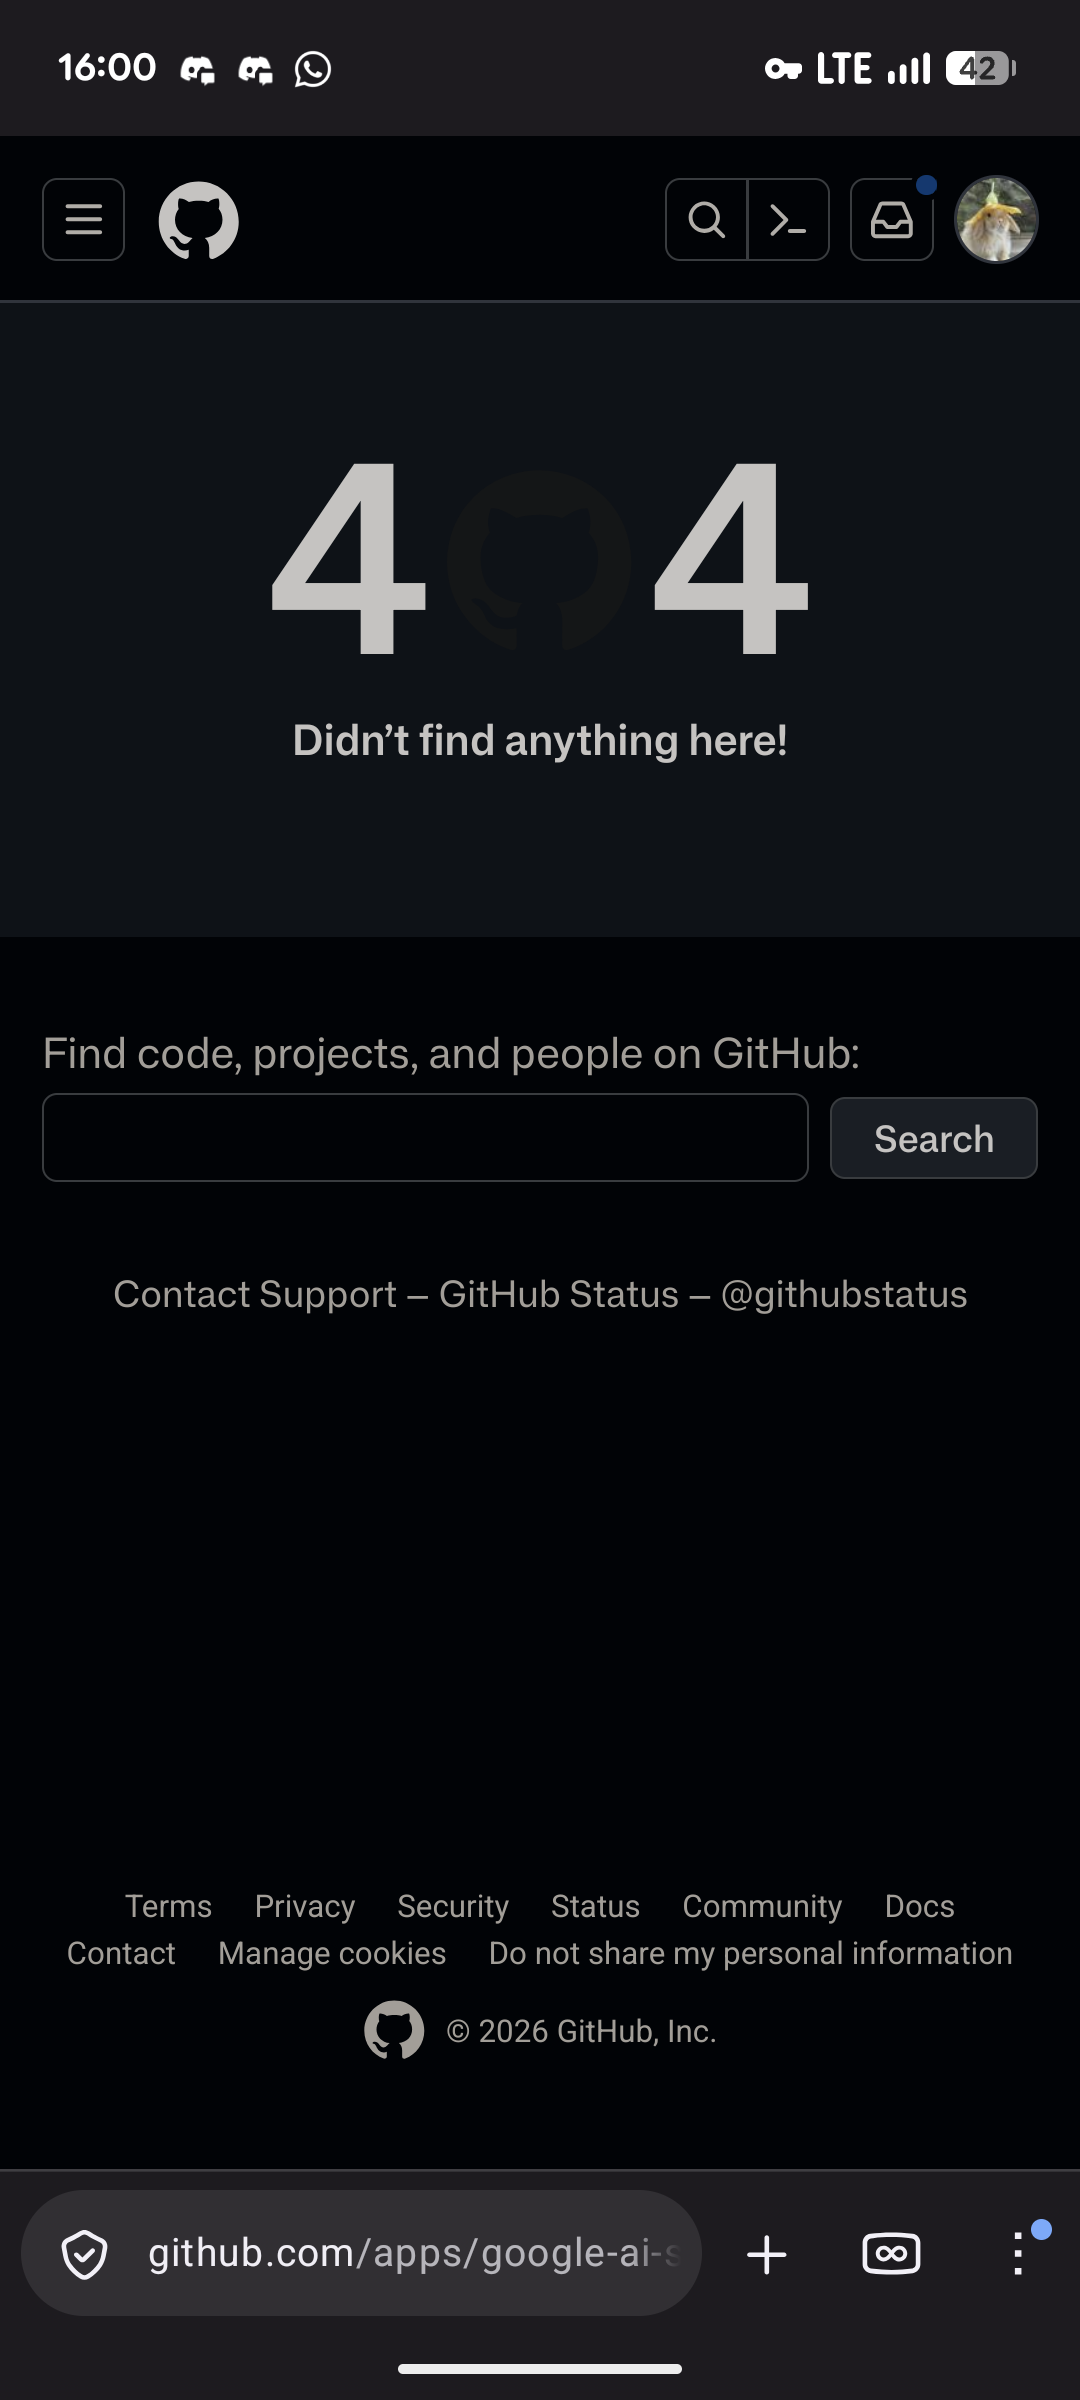 16:00 LTE 42
4 4
Didn’t find anything here!
Find code, projects, and people on GitHub:
Search
Contact Support — GitHub Status — @githubstatus
Terms Privacy Security Status Community Docs
Contact Manage cookies Do not share my personal information
© 2026 GitHub, Inc.
github.com/apps/google-ai-s